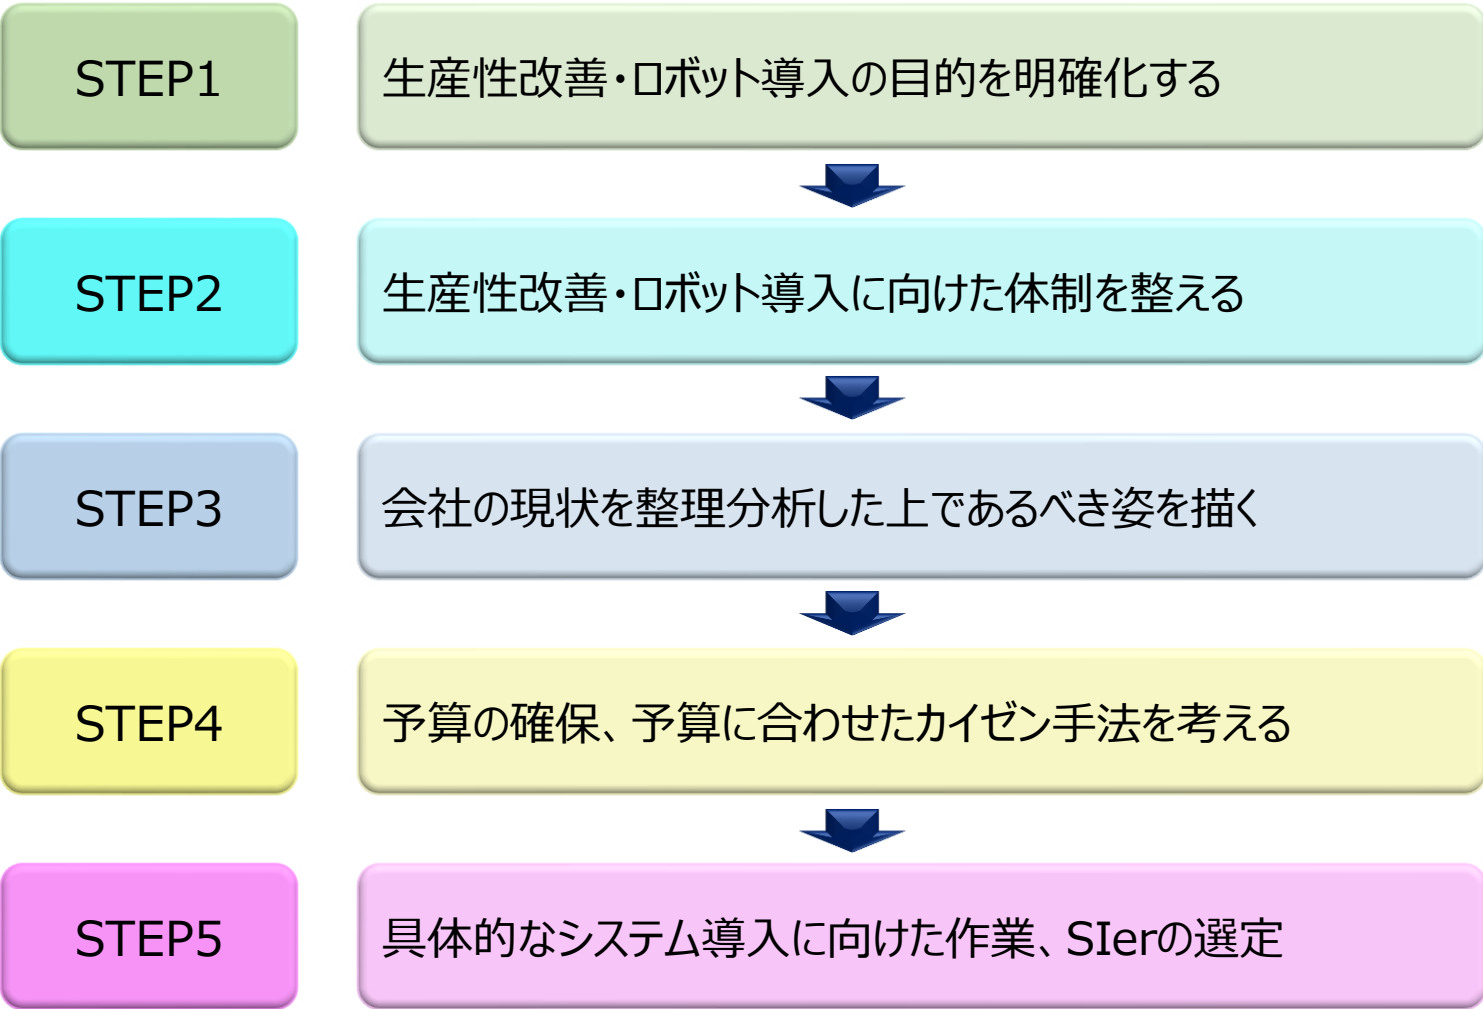 STEP1
生産性改善・ロボット導入の目的を明確化する
STEP2
生産性改善・ロボット導入に向けた体制を整える
STEP3
会社の現状を整理分析した上であるべき姿を描く
STEP4
予算の確保、予算に合わせたカイゼン手法を考える
STEP5
具体的なシステム導入に向けた作業、SIerの選定